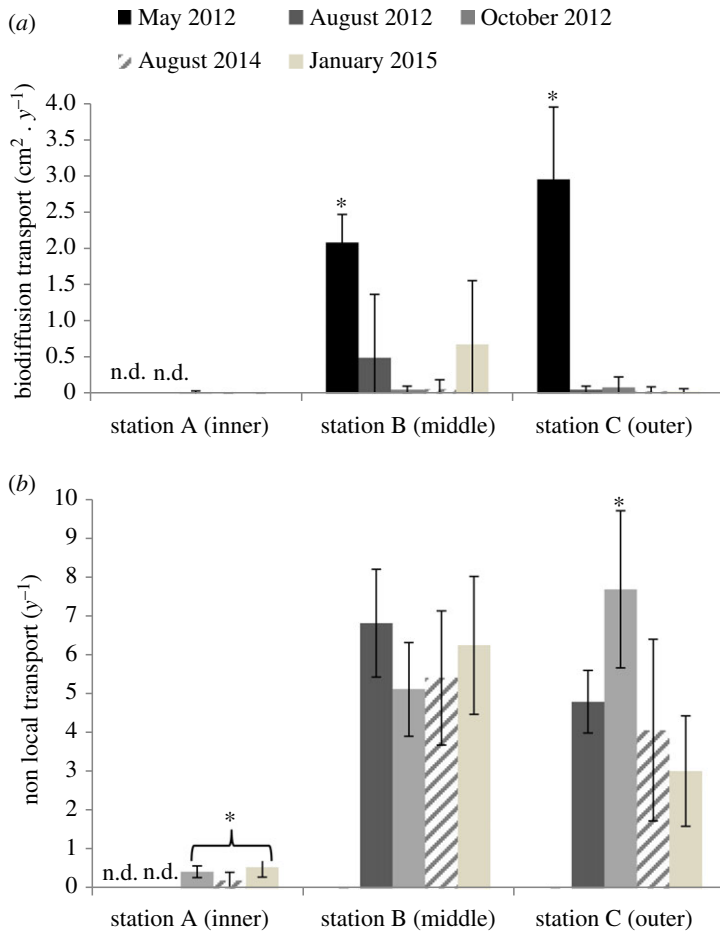 (a)
May 2012 August 2012 October 2012
August 2014 January 2015
biodiffusion transport (cm² . y⁻¹)
4.0
3.5
3.0
2.5
2.0
1.5
1.0
0.5
0
n.d. n.d.
*
*
station A (inner) station B (middle) station C (outer)
(b)
non local transport (y⁻¹)
10
9
8
7
6
5
4
3
2
1
0
n.d. n.d.
*
*
station A (inner) station B (middle) station C (outer)